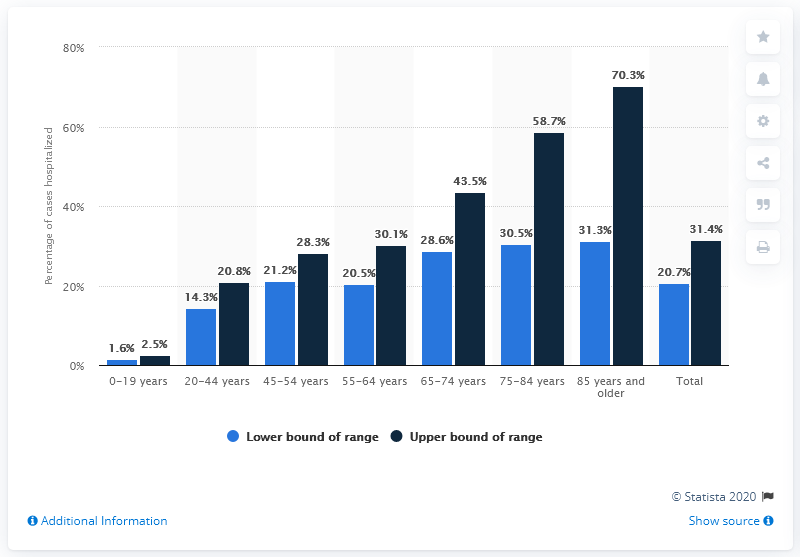 80%
60%
40%
20%
0%
Percentage of cases hospitalized
1.6% 2.5%
14.3% 20.8%
21.2% 28.3%
20.5% 30.1%
28.6% 43.5%
30.5% 58.7%
31.3% 70.3%
20.7% 31.4%
0-19 years 20-44 years 45-54 years 55-64 years 65-74 years 75-84 years 85 years and Total
older
Lower bound of range Upper bound of range
© Statista 2020
Additional Information Show source